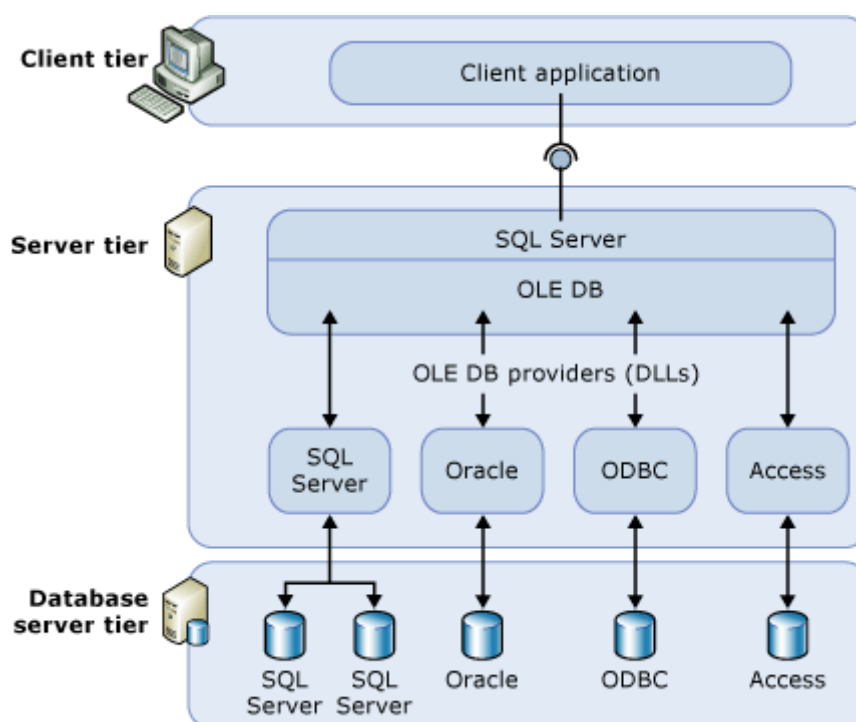 Client tier
Client application
Server tier
SQL Server
OLE DB
OLE DB providers (DLLs)
SQL
Server
Oracle
ODBC
Access
Database
server tier
SQL
Server
SQL
Server
Oracle
ODBC
Access